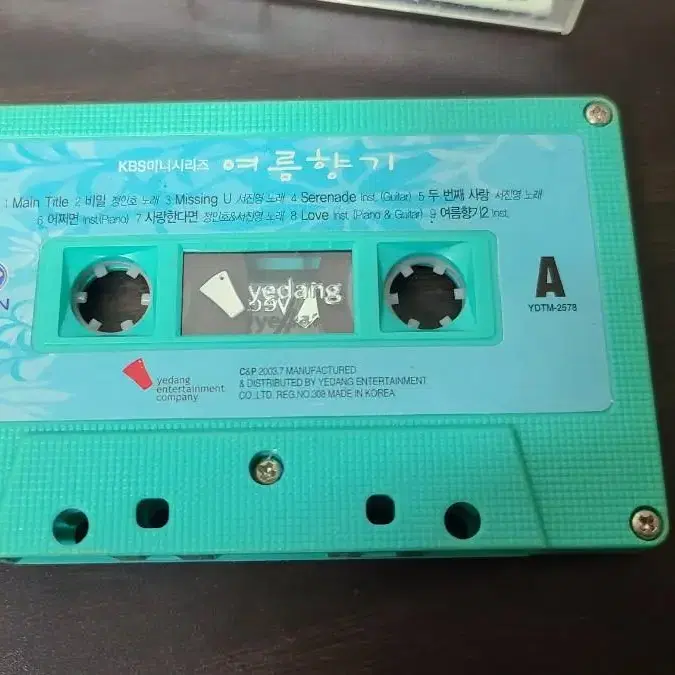 KBS미니시리즈 여름향기
1 Main Title 2 비밀 정인호 노래 3 Missing U 서진영 노래 4 Serenade Inst. (Guitar) 5 두 번째 사랑 서진영 노래
6 어쩌면 Inst(Piano) 7 사랑한다면 정인호&서진영 노래 8 Love Inst. (Piano & Guitar) 9 여름향기2 Inst.
N
yedang
A
YDTM-2578
yedang
entertainment
company
C&P 2003.7 MANUFACTURED
& DISTRIBUTED BY YEDANG ENTERTAINMENT
CO.,LTD. REG.NO.309 MADE IN KOREA